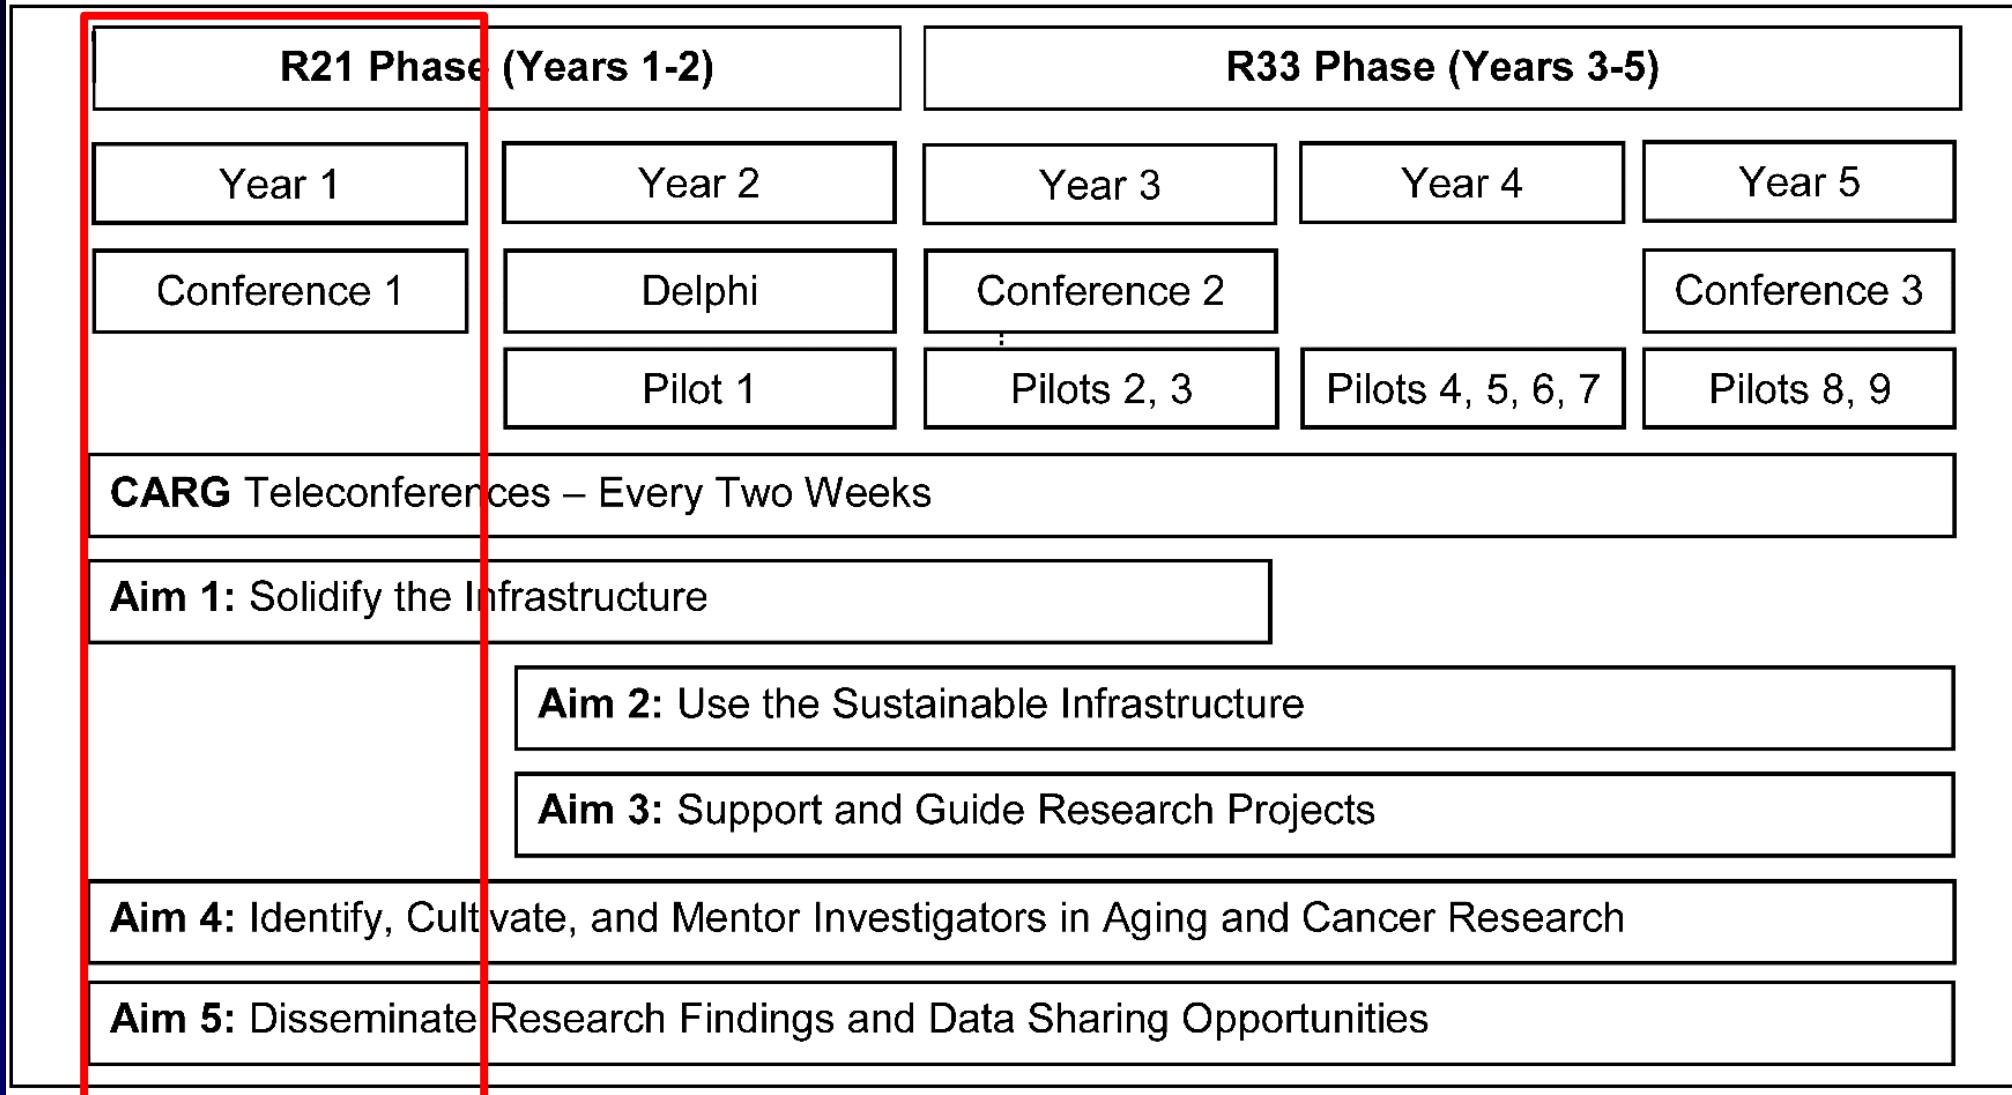 R21 Phase (Years 1-2)
R33 Phase (Years 3-5)
Year 1
Year 2
Year 3
Year 4
Year 5
Conference 1
Delphi
Conference 2
Conference 3
Pilot 1
Pilots 2, 3
Pilots 4, 5, 6, 7
Pilots 8, 9
CARG Teleconferences – Every Two Weeks
Aim 1: Solidify the Infrastructure
Aim 2: Use the Sustainable Infrastructure
Aim 3: Support and Guide Research Projects
Aim 4: Identify, Cultivate, and Mentor Investigators in Aging and Cancer Research
Aim 5: Disseminate Research Findings and Data Sharing Opportunities